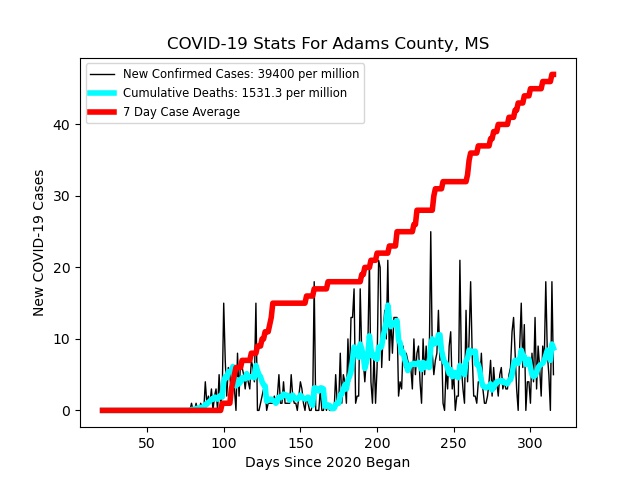 COVID-19 Stats For Adams County, MS
New Confirmed Cases: 39400 per million
Cumulative Deaths: 1531.3 per million
7 Day Case Average
New COVID-19 Cases
40
30
20
10
0
50 100 150 200 250 300
Days Since 2020 Began